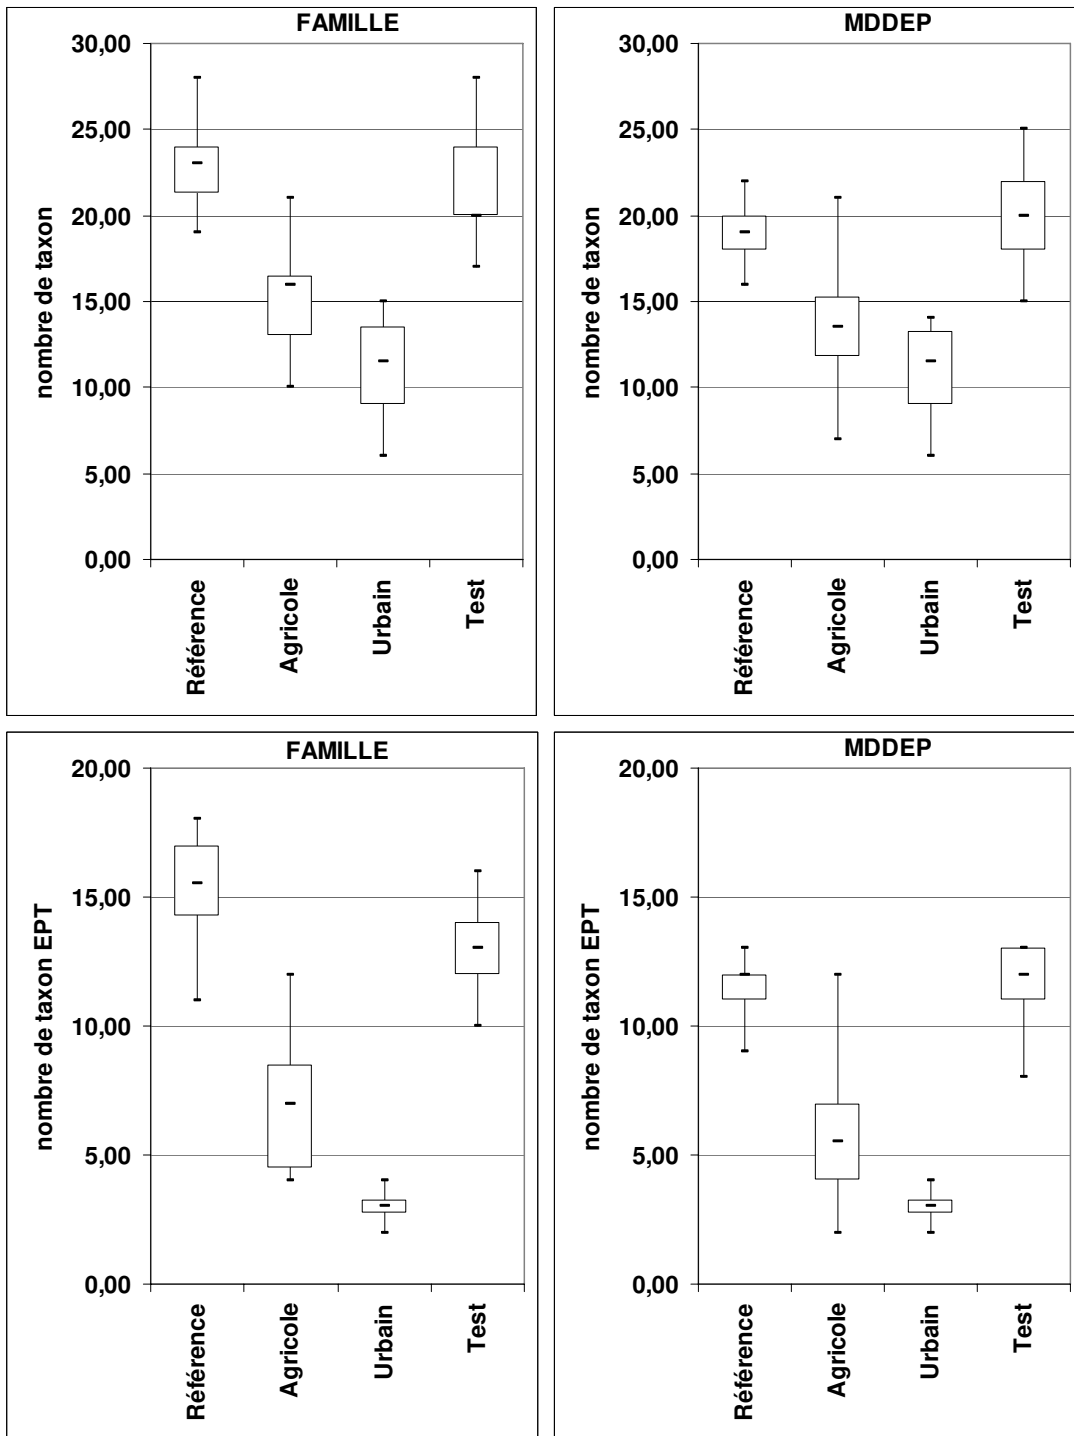 FAMILLE
30,00
25,00
20,00
15,00
10,00
5,00
0,00
nombre de taxon
Référence
Agricole
Urbain
Test
MDDEP
30,00
25,00
20,00
15,00
10,00
5,00
0,00
nombre de taxon
Référence
Agricole
Urbain
Test
FAMILLE
20,00
15,00
10,00
5,00
0,00
nombre de taxon EPT
Référence
Agricole
Urbain
Test
MDDEP
20,00
15,00
10,00
5,00
0,00
nombre de taxon EPT
Référence
Agricole
Urbain
Test